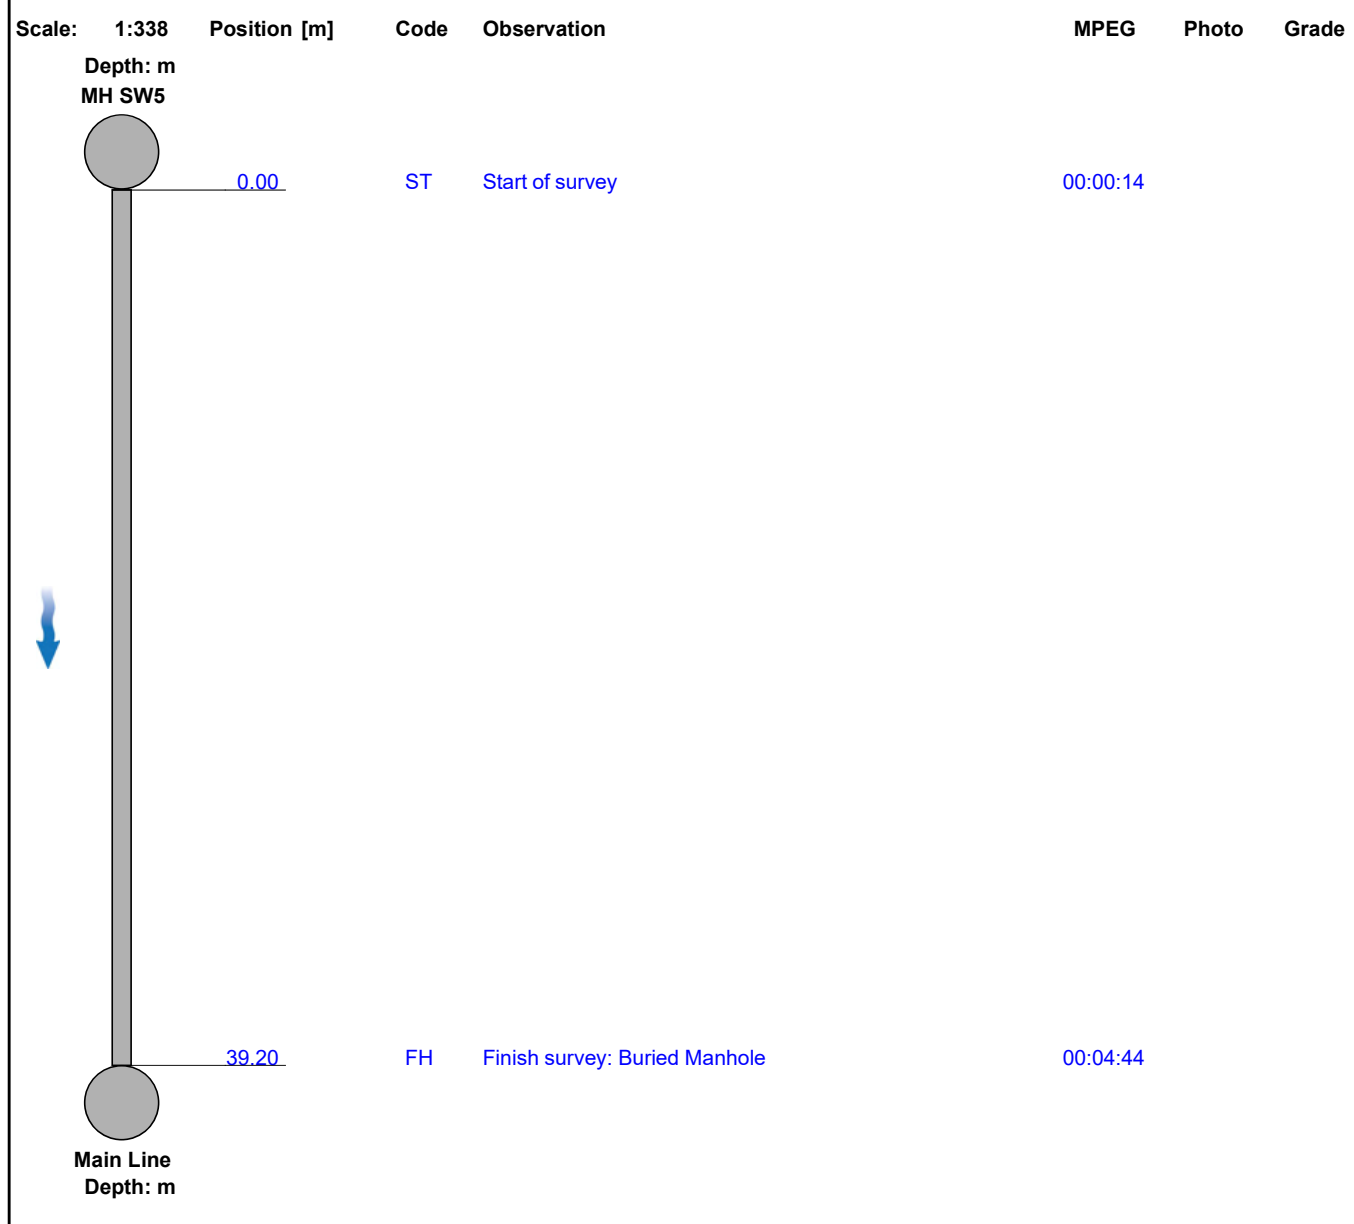 Scale: 1:338 Position [m] Code Observation MPEG Photo Grade
Depth: m
MH SW5
0.00 ST Start of survey 00:00:14
39.20 FH Finish survey: Buried Manhole 00:04:44
Main Line
Depth: m